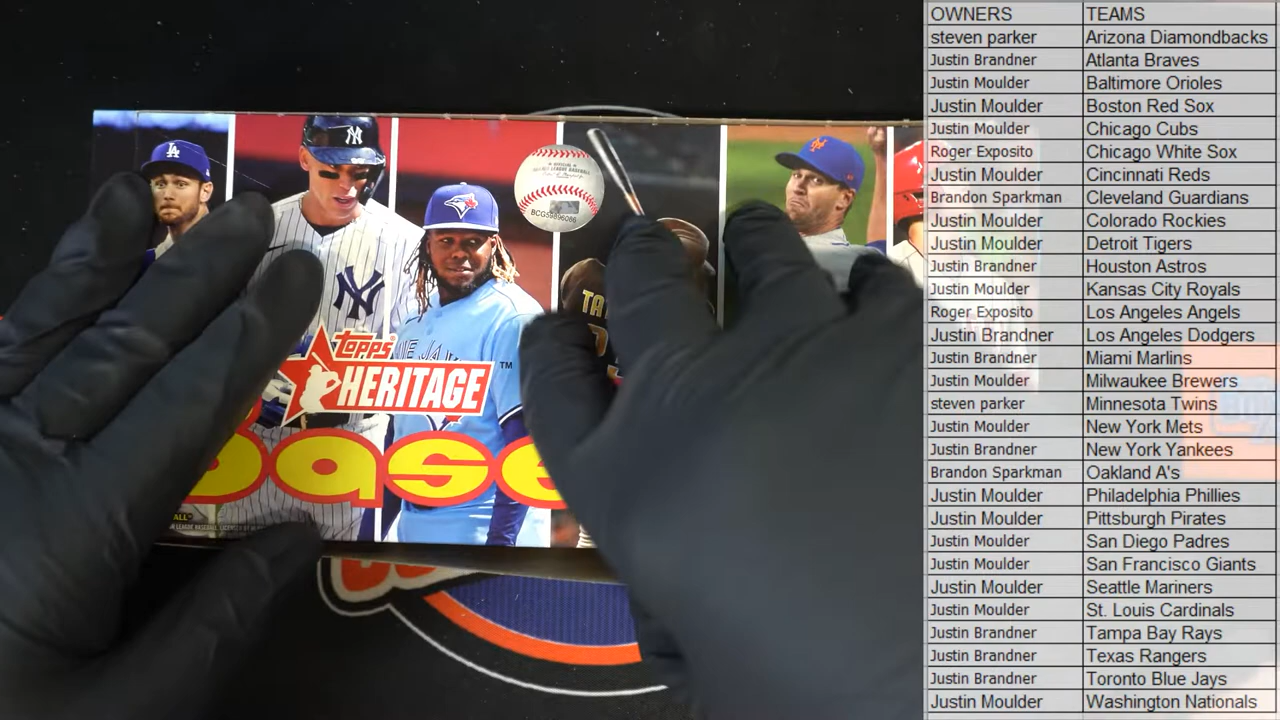 OWNERS TEAMS
steven parker Arizona Diamondbacks
Justin Brandner Atlanta Braves
Justin Moulder Baltimore Orioles
Justin Moulder Boston Red Sox
Justin Moulder Chicago Cubs
Roger Exposito Chicago White Sox
Justin Moulder Cincinnati Reds
Brandon Sparkman Cleveland Guardians
Justin Moulder Colorado Rockies
Justin Moulder Detroit Tigers
Justin Brandner Houston Astros
Justin Moulder Kansas City Royals
Roger Exposito Los Angeles Angels
Justin Brandner Los Angeles Dodgers
Justin Brandner Miami Marlins
Justin Moulder Milwaukee Brewers
steven parker Minnesota Twins
Justin Moulder New York Mets
Justin Brandner New York Yankees
Brandon Sparkman Oakland A's
Justin Moulder Philadelphia Phillies
Justin Moulder Pittsburgh Pirates
Justin Moulder San Diego Padres
Justin Moulder San Francisco Giants
Justin Moulder Seattle Mariners
Justin Moulder St. Louis Cardinals
Justin Brandner Tampa Bay Rays
Justin Brandner Texas Rangers
Justin Brandner Toronto Blue Jays
Justin Moulder Washington Nationals
LA
NY
NY
BCG59896086
topps
HERITAGE
TM
base